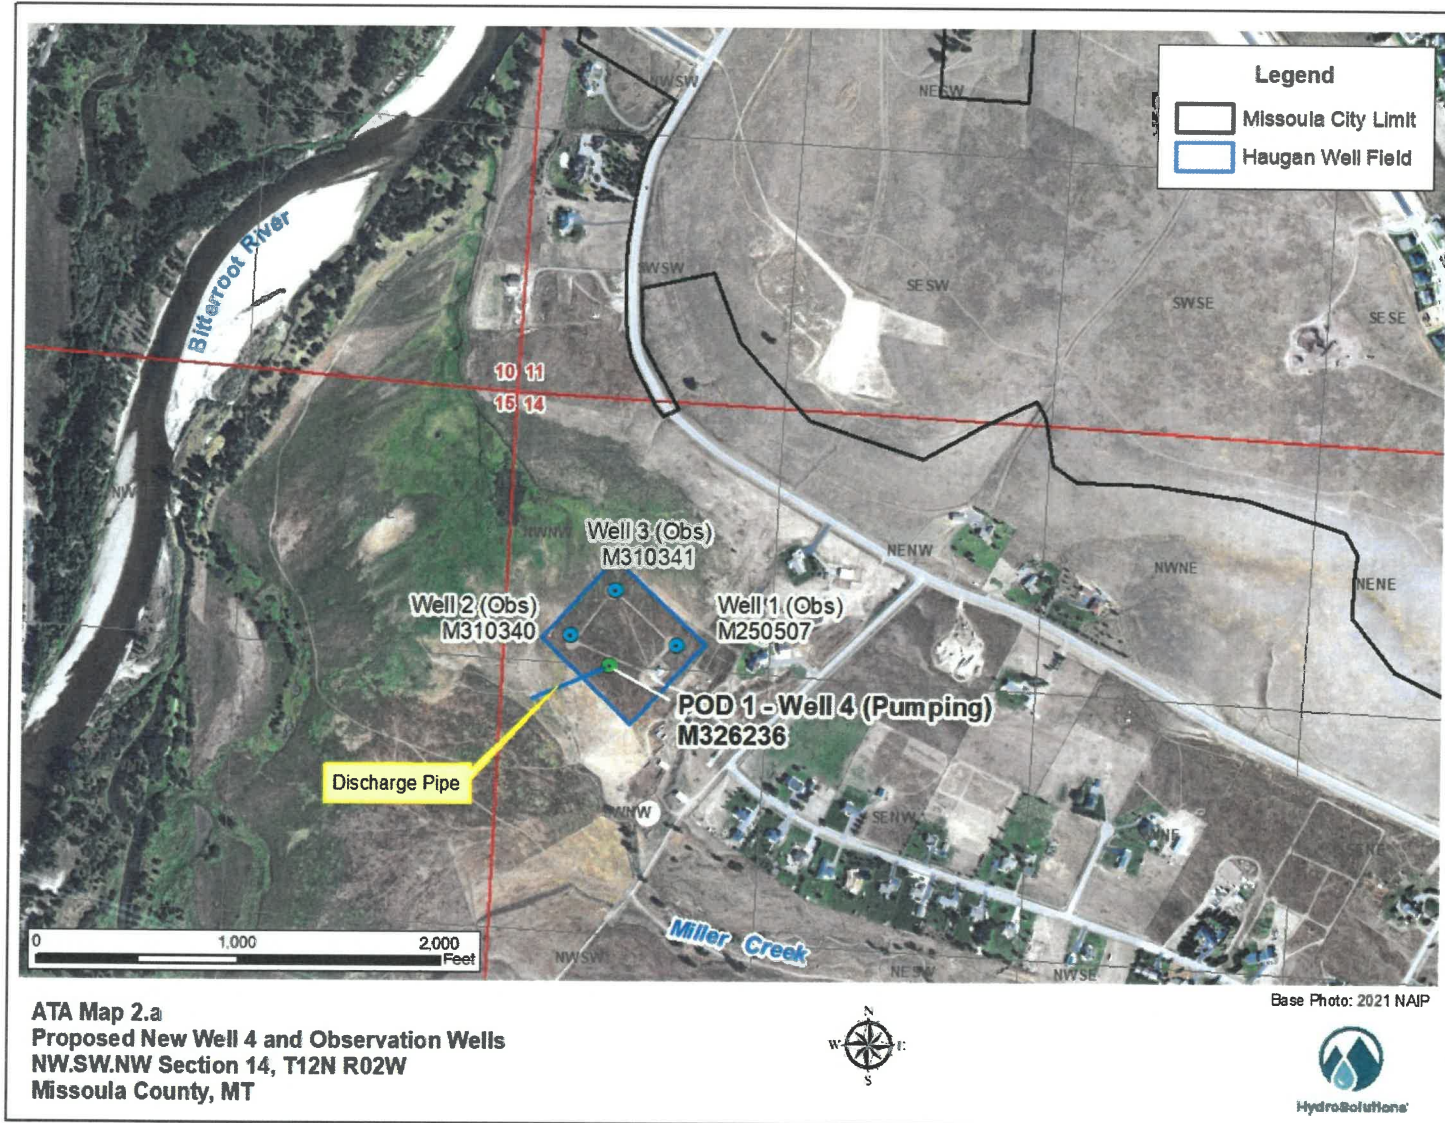 Legend
Missoula City Limit
Haugan Well Field
NWSW
NESW
SWSW
SESW
SWSE
SESE
Bitterroot River
10 11
15 14
NWNE
NWNW
NENW
NWNE
NENE
Well 3 (Obs)
M310341
Well 2 (Obs)
M310340
Well 1 (Obs)
M250507
POD 1 - Well 4 (Pumping)
M326236
Discharge Pipe
WNW
SENW
SENE
Miller Creek
NWSW
NESW
NWSE
0 1,000 2,000
Feet
ATA Map 2.a
Proposed New Well 4 and Observation Wells
NW.SW.NW Section 14, T12N R02W
Missoula County, MT
N
W E
S
Base Photo: 2021 NAIP
HydroSolutions